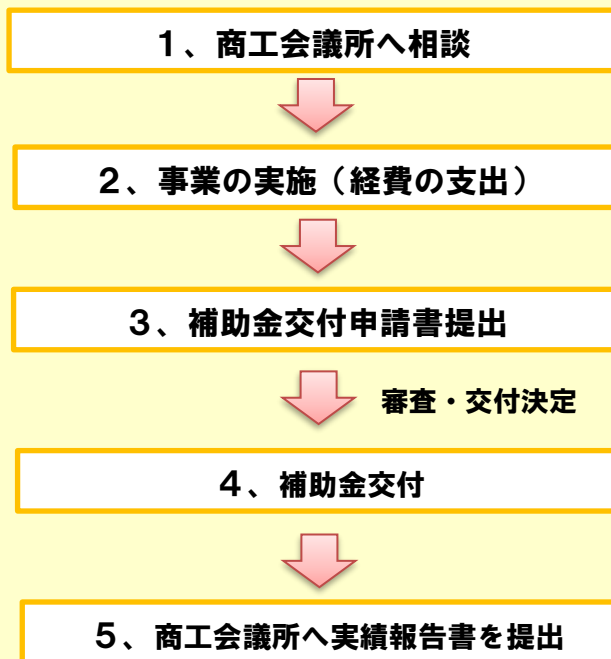 １、商工会議所へ相談
２、事業の実施（経費の支出）
３、補助金交付申請書提出
審査・交付決定
４、補助金交付
５、商工会議所へ実績報告書を提出